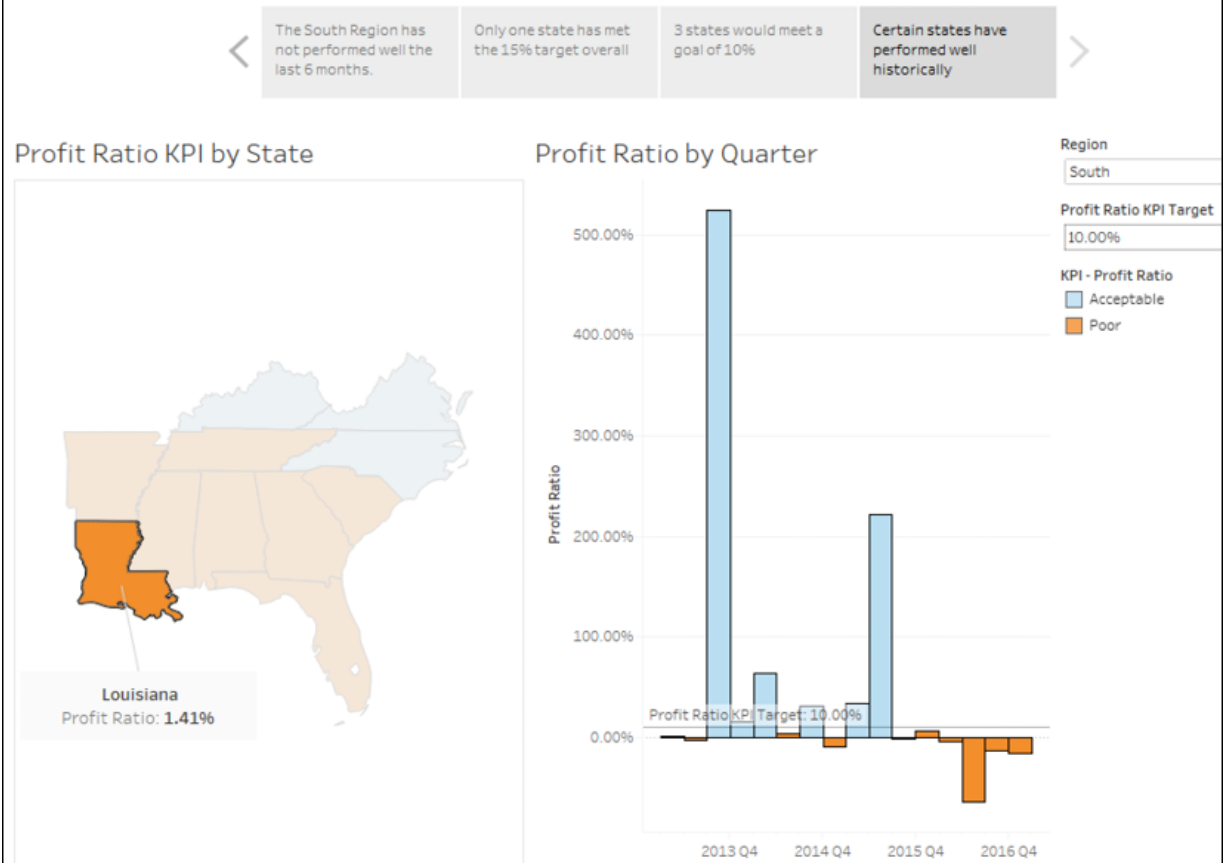 The South Region has
not performed well the
last 6 months.
Only one state has met
the 15% target overall
3 states would meet a
goal of 10%
Certain states have
performed well
historically
Profit Ratio KPI by State
Louisiana
Profit Ratio: 1.41%
Profit Ratio by Quarter
Profit Ratio
500.00%
400.00%
300.00%
200.00%
100.00%
0.00%
Profit Ratio KPI Target: 10.00%
2013 Q4
2014 Q4
2015 Q4
2016 Q4
Region
South
Profit Ratio KPI Target
10.00%
KPI - Profit Ratio
Acceptable
Poor